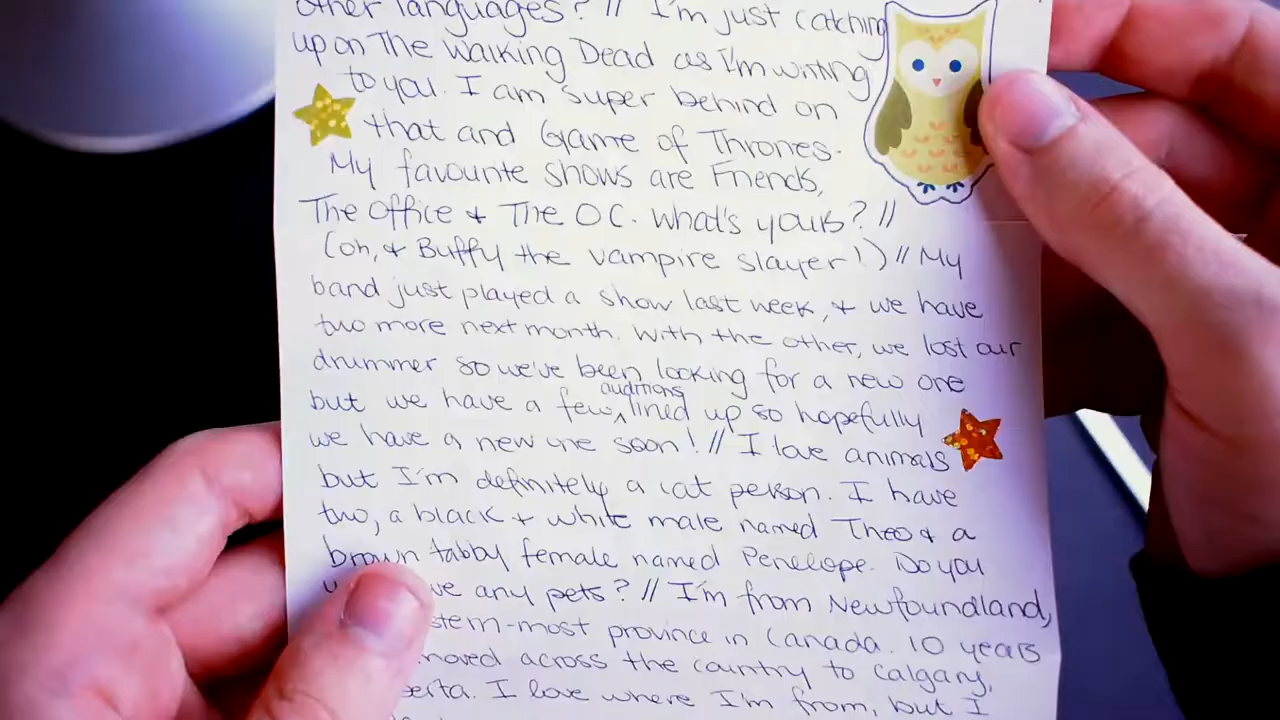 other languages? // I'm just catching
up on The Walking Dead as I'm writing
to you. I am super behind on
that and Game of Thrones.
My favourite shows are Friends,
The Office + The OC. What's yours? //
(oh, + Buffy the vampire slayer!) // My
band just played a show last week, + we have
two more next month. With the other, we lost our
drummer so we've been looking for a new one
but we have a few auditions lined up so hopefully
we have a new one soon! // I love animals
but I'm definitely a cat person. I have
two, a black + white male named Theo + a
brown tabby female named Penelope. Do you
any pets? // I'm from Newfoundland,
province in Canada. 10 years
across the country to Calgary,
I love where I'm from, but I